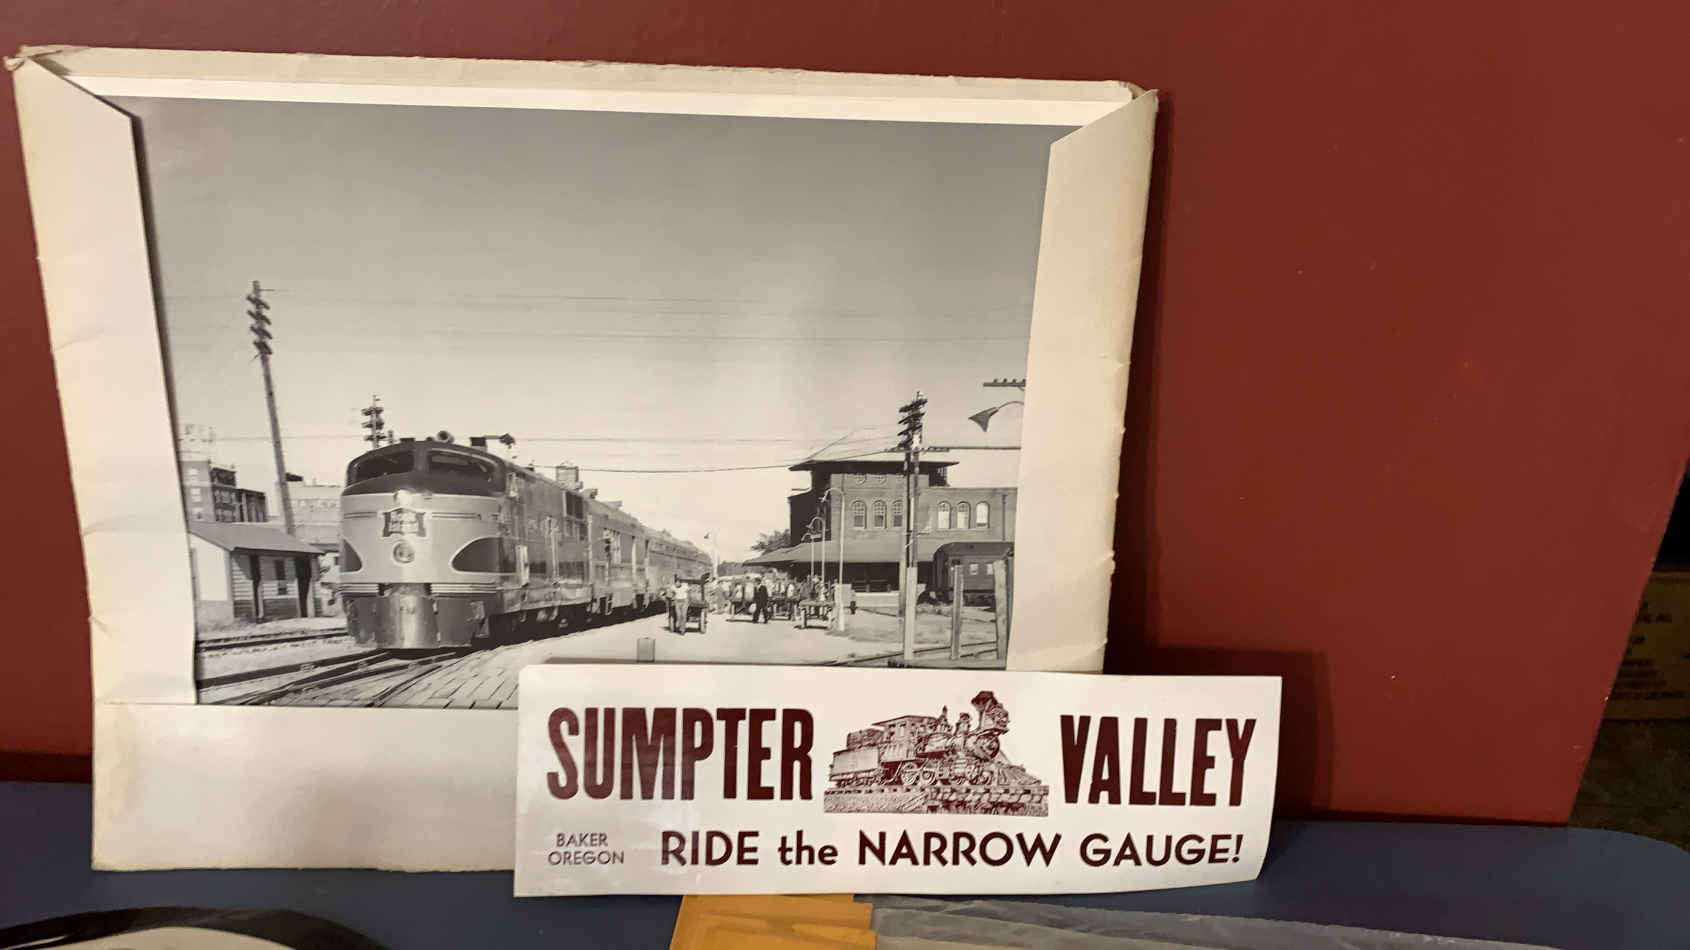 SUMPTER VALLEY
BAKER
OREGON
RIDE the NARROW GAUGE!